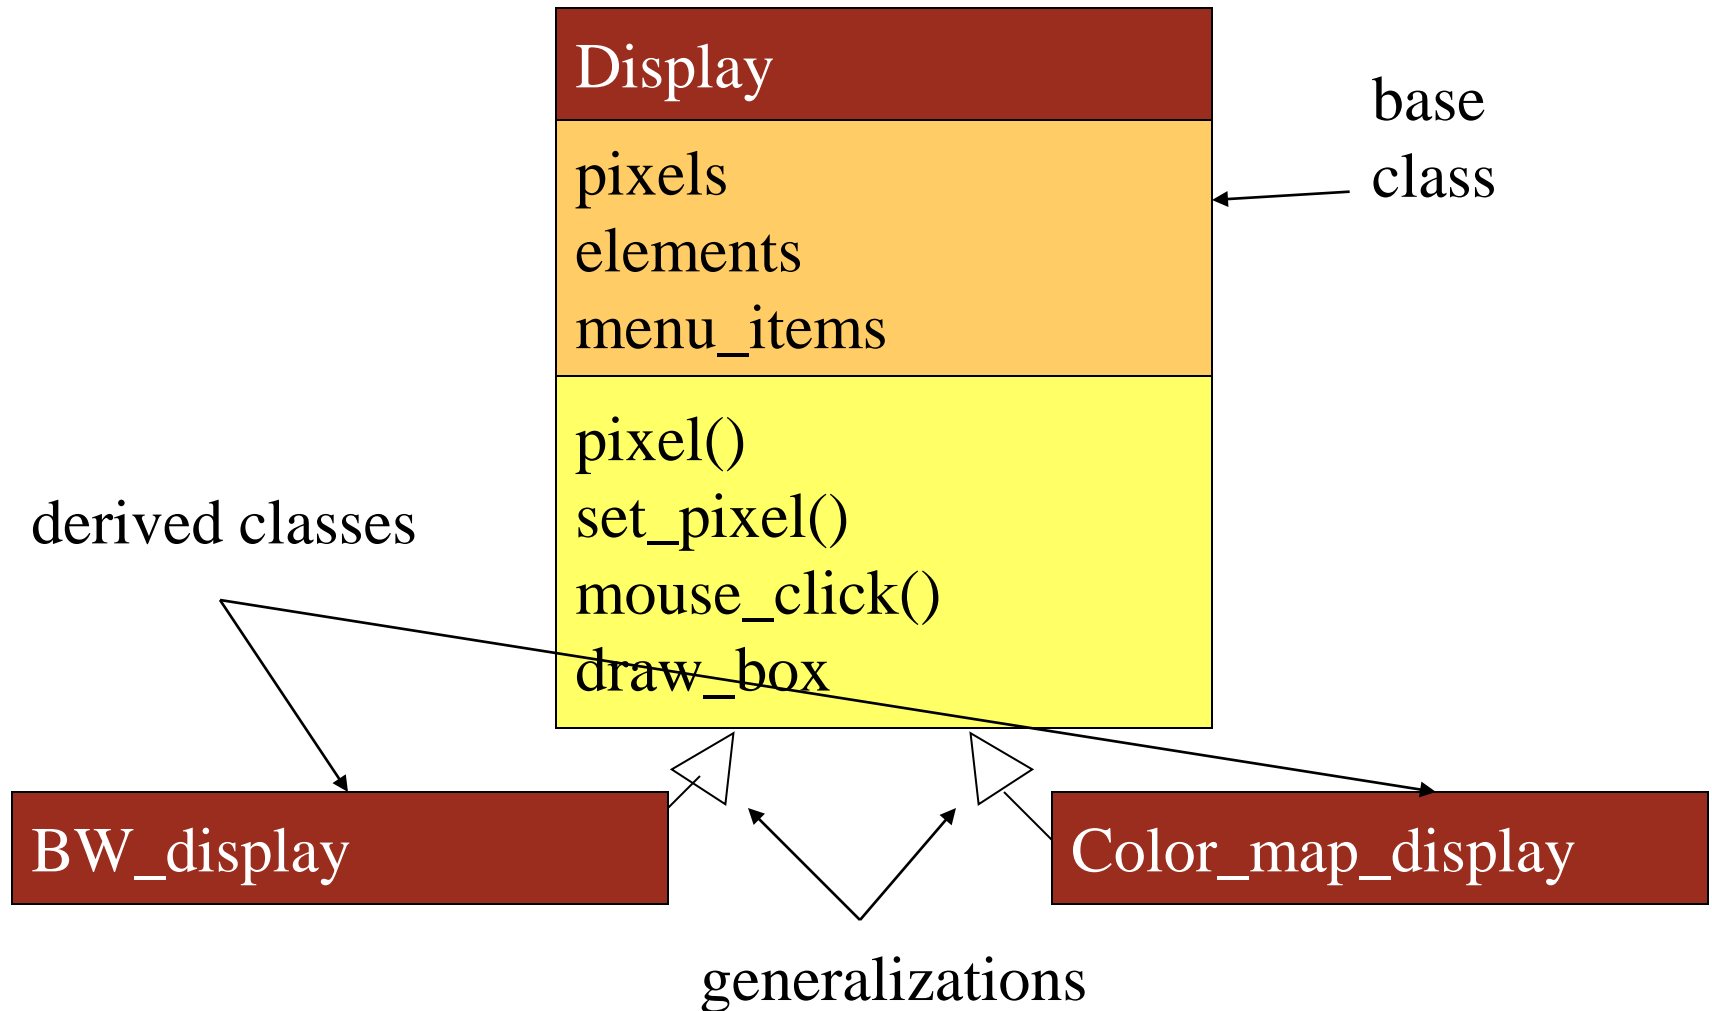 Display
base
class
pixels
elements
menu_items
pixel()
set_pixel()
mouse_click()
draw_box
derived classes
BW_display
Color_map_display
generalizations